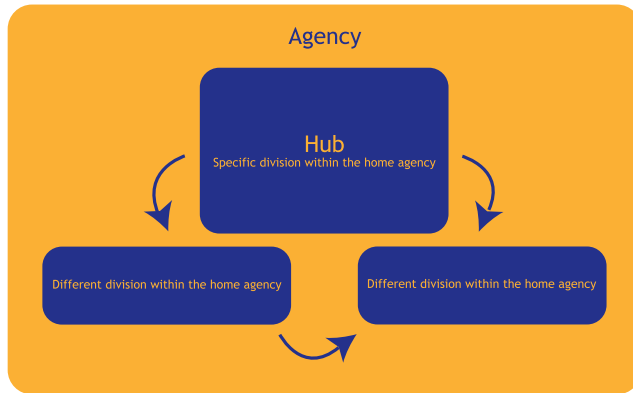 Agency
Hub
Specific division within the home agency
Different division within the home agency
Different division within the home agency